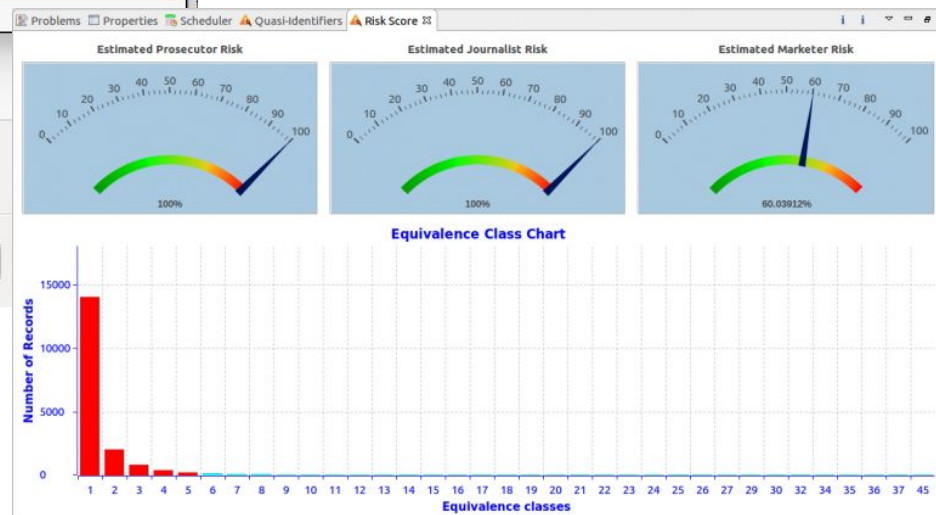 Problems Properties Scheduler Quasi-Identifiers Risk Score
Estimated Prosecutor Risk
0 10 20 30 40 50 60 70 80 90 100
100%
Estimated Journalist Risk
0 10 20 30 40 50 60 70 80 90 100
100%
Estimated Marketer Risk
0 10 20 30 40 50 60 70 80 90 100
60.03912%
Equivalence Class Chart
Number of Records
15000
10000
5000
0
1 2 3 4 5 6 7 8 9 10 11 12 13 14 15 16 17 18 19 20 21 22 23 24 25 26 29 30 32 34 35 36 37 45
Equivalence classes